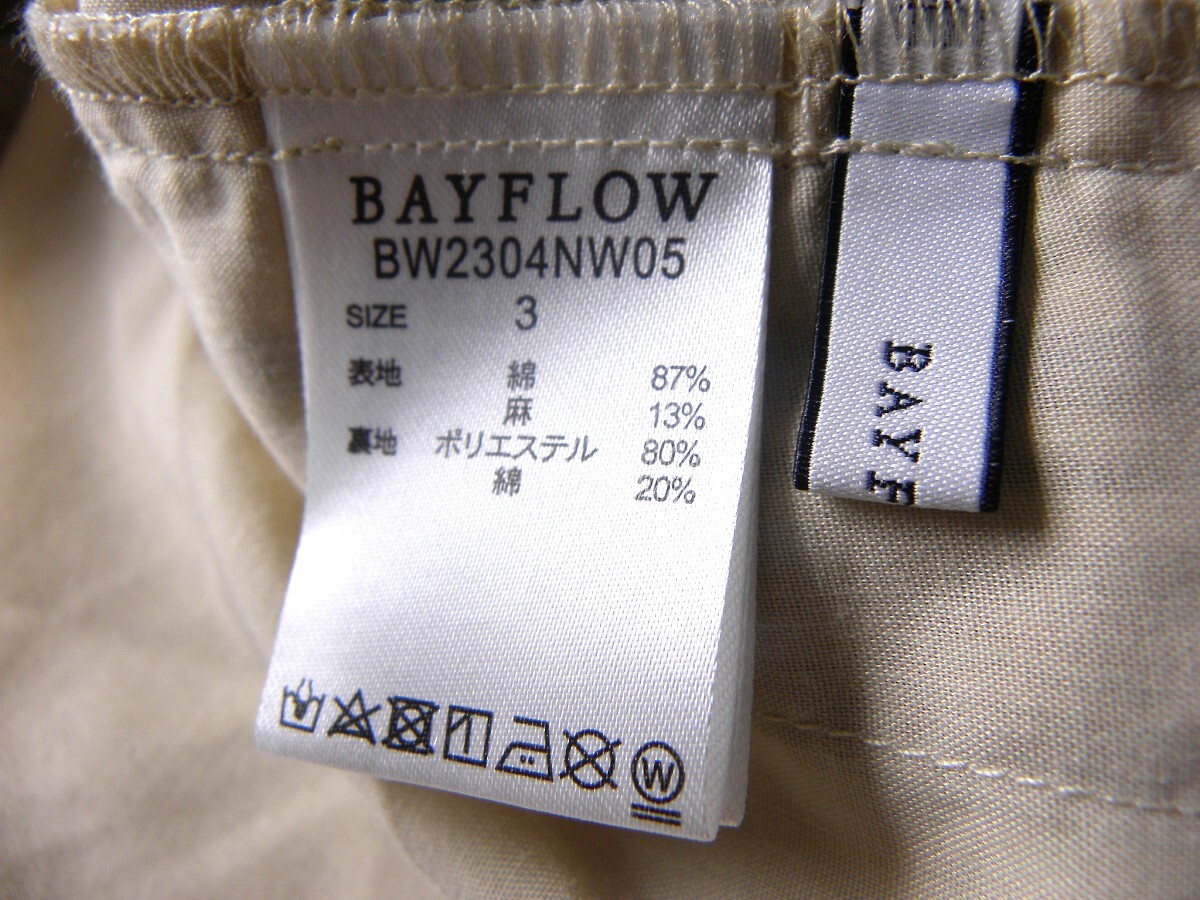 BAYFLOW
BW2304NW05
SIZE 3
表地 綿 87%
麻 13%
裏地 ポリエステル 80%
綿 20%
W
BAYF